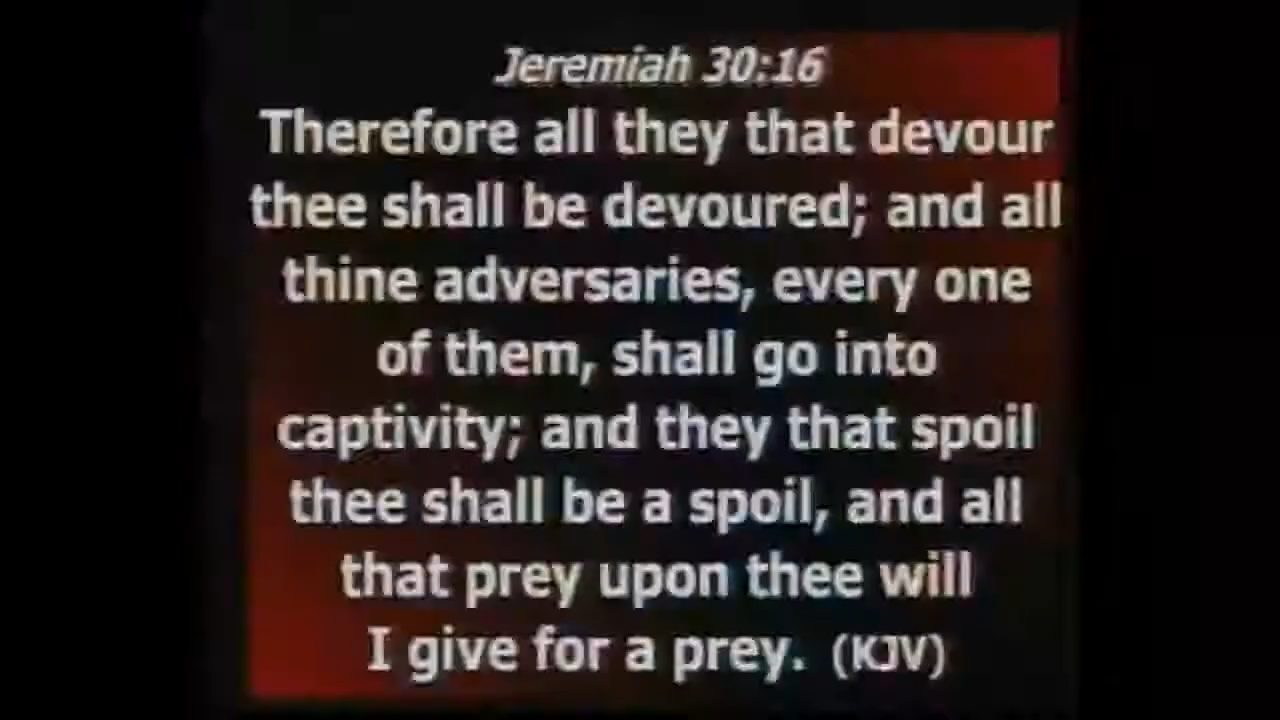 Jeremiah 30:16
Therefore all they that devour
thee shall be devoured; and all
thine adversaries, every one
of them, shall go into
captivity; and they that spoil
thee shall be a spoil, and all
that prey upon thee will
I give for a prey. (KJV)